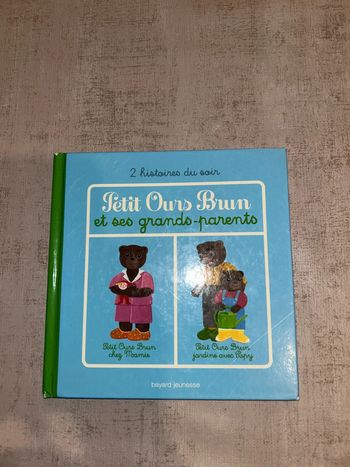 2 histoires du soir
Petit Ours Brun
et ses grands-parents
Petit Ours Brun
chez Mamie
Petit Ours Brun
jardine avec Papy
bayard jeunesse